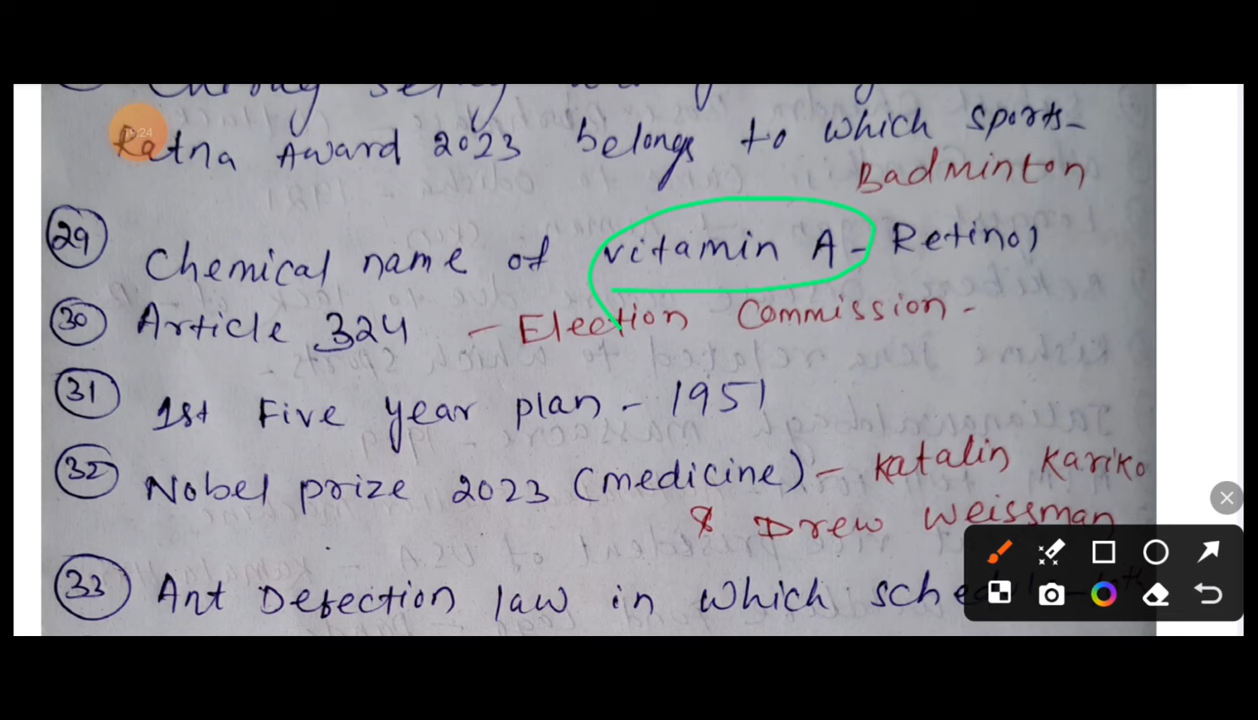 Ratna Award 2023 belongs to which sports-
Badminton
29 Chemical name of vitamin A - Retinol
30 Article 324 - Election Commission -
31 1st Five year plan - 1951
32 Nobel prize 2023 (medicine) - Katalin Kariko
& Drew Weissman
33 Ant Defection law in which